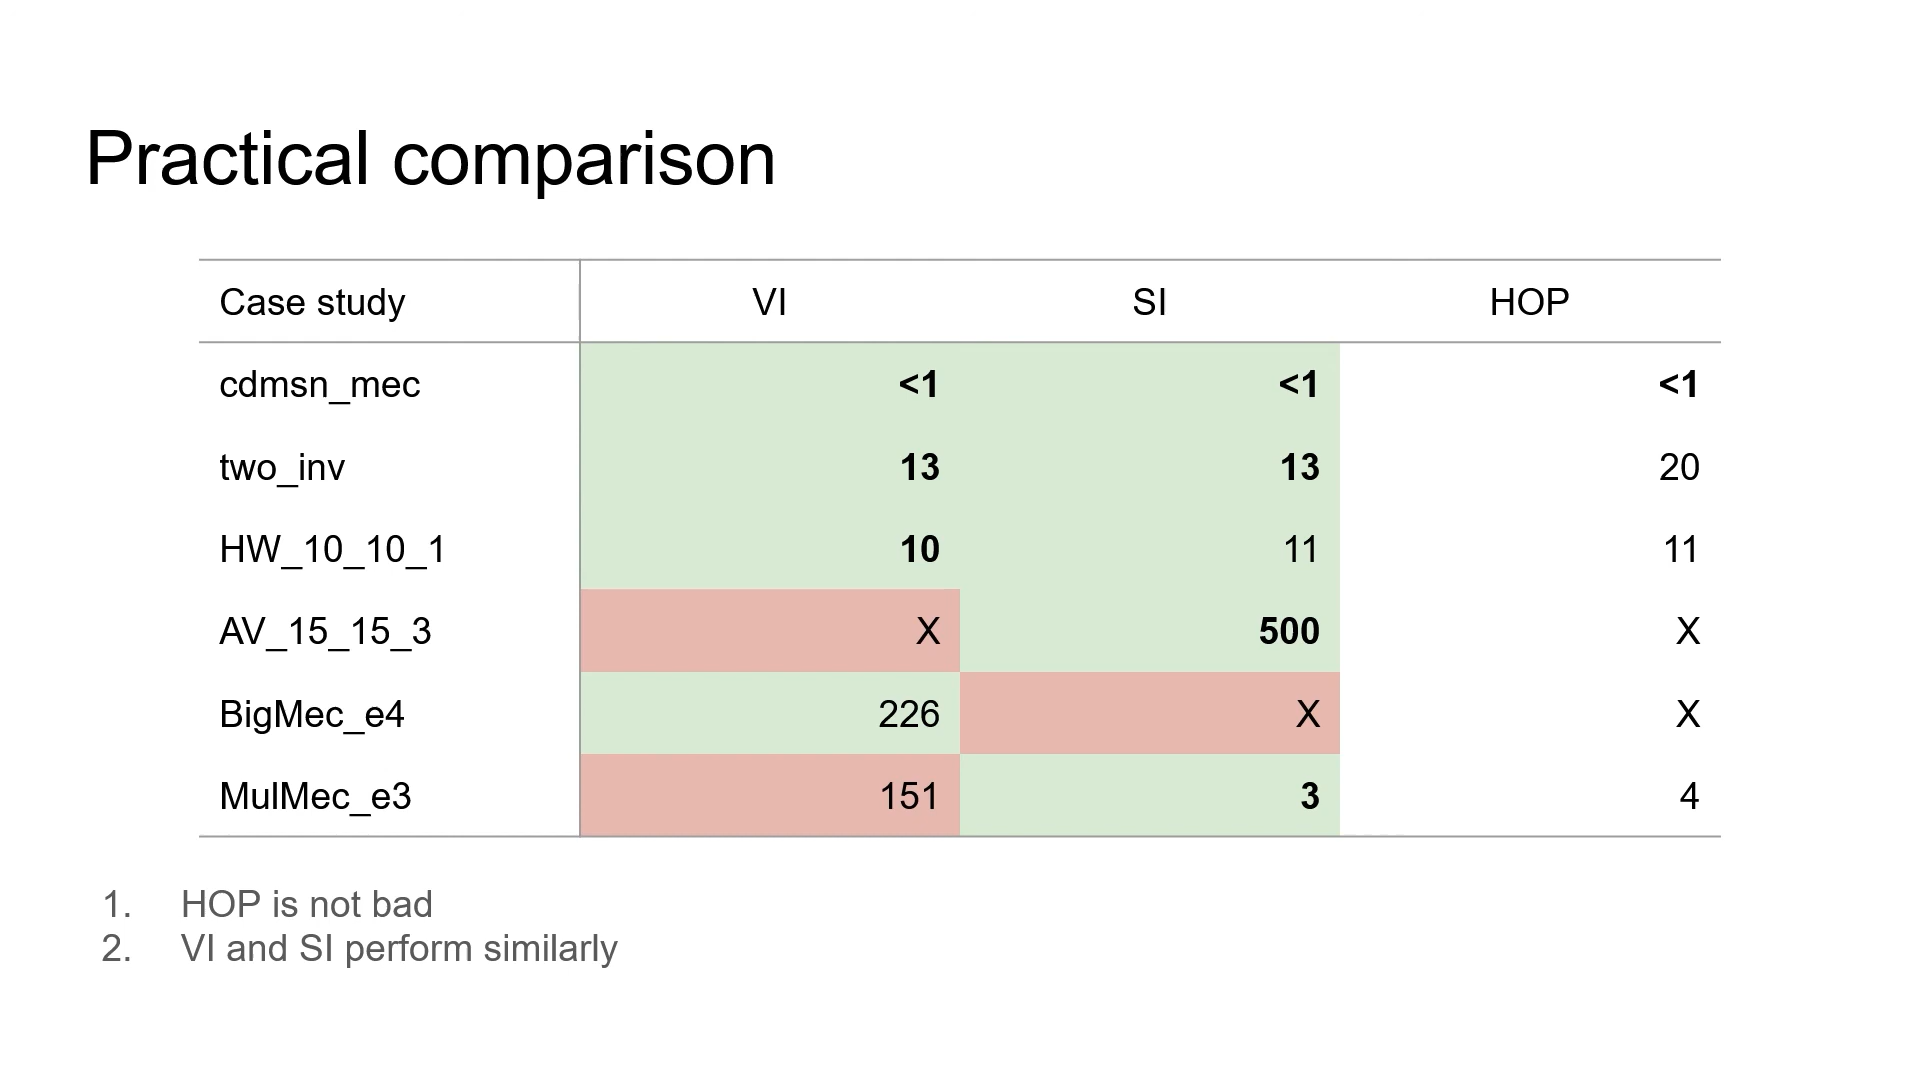 Practical comparison
Case study VI SI HOP
cdmsn_mec <1 <1 <1
two_inv 13 13 20
HW_10_10_1 10 11 11
AV_15_15_3 X 500 X
BigMec_e4 226 X X
MulMec_e3 151 3 4
1. HOP is not bad
2. VI and SI perform similarly